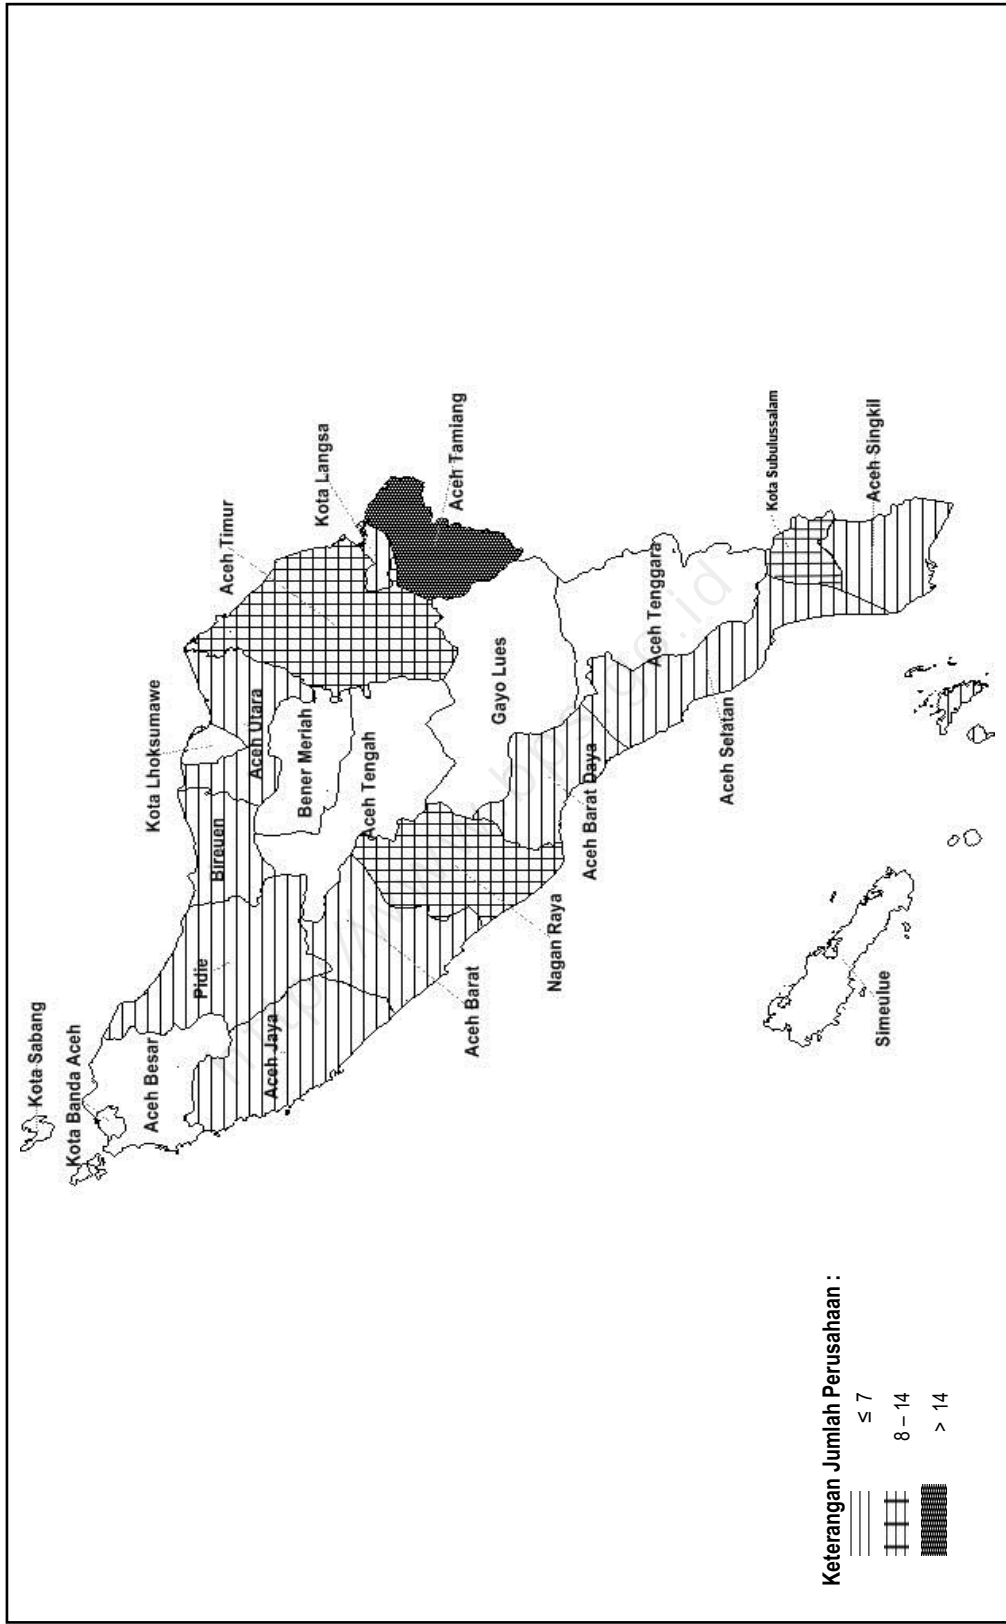 Kota Sabang
Kota Banda Aceh
Aceh Besar
Pidie
Aceh Jaya
Bireuen
Kota Lhoksumawe
Aceh Utara
Bener Meriah
Aceh Tengah
Aceh Timur
Kota Langsa
Aceh Tamiang
Aceh Barat
Nagan Raya
Gayo Lues
Aceh Barat Daya
Aceh Tenggara
Aceh Selatan
Kota Subulussalam
Aceh Singkil
Simeulue
Keterangan Jumlah Perusahaan :
≤ 7
8 – 14
> 14